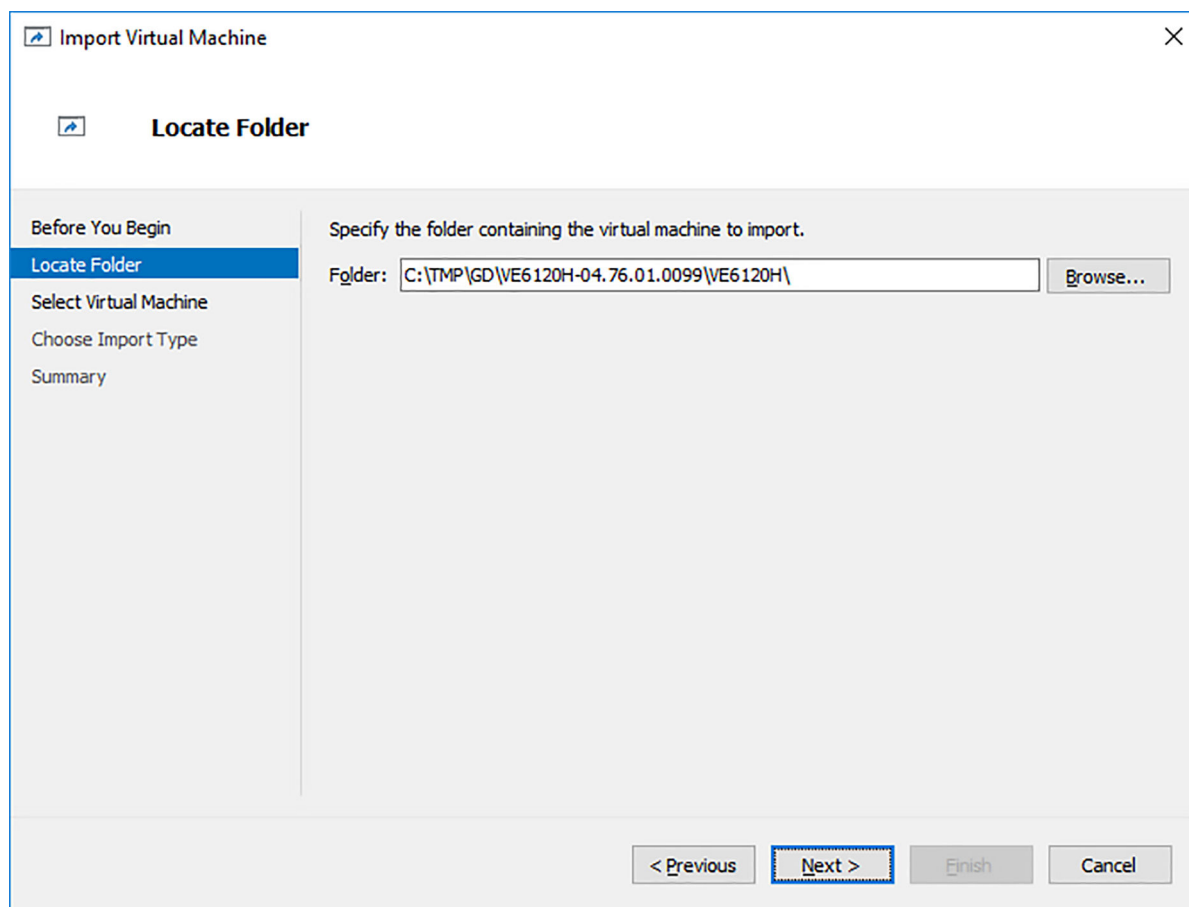 Import Virtual Machine
Locate Folder
Before You Begin
Locate Folder
Select Virtual Machine
Choose Import Type
Summary
Specify the folder containing the virtual machine to import.
Folder: C:\TMP\GD\VE6120H-04.76.01.0099\VE6120H\ Browse...
< Previous Next > Finish Cancel